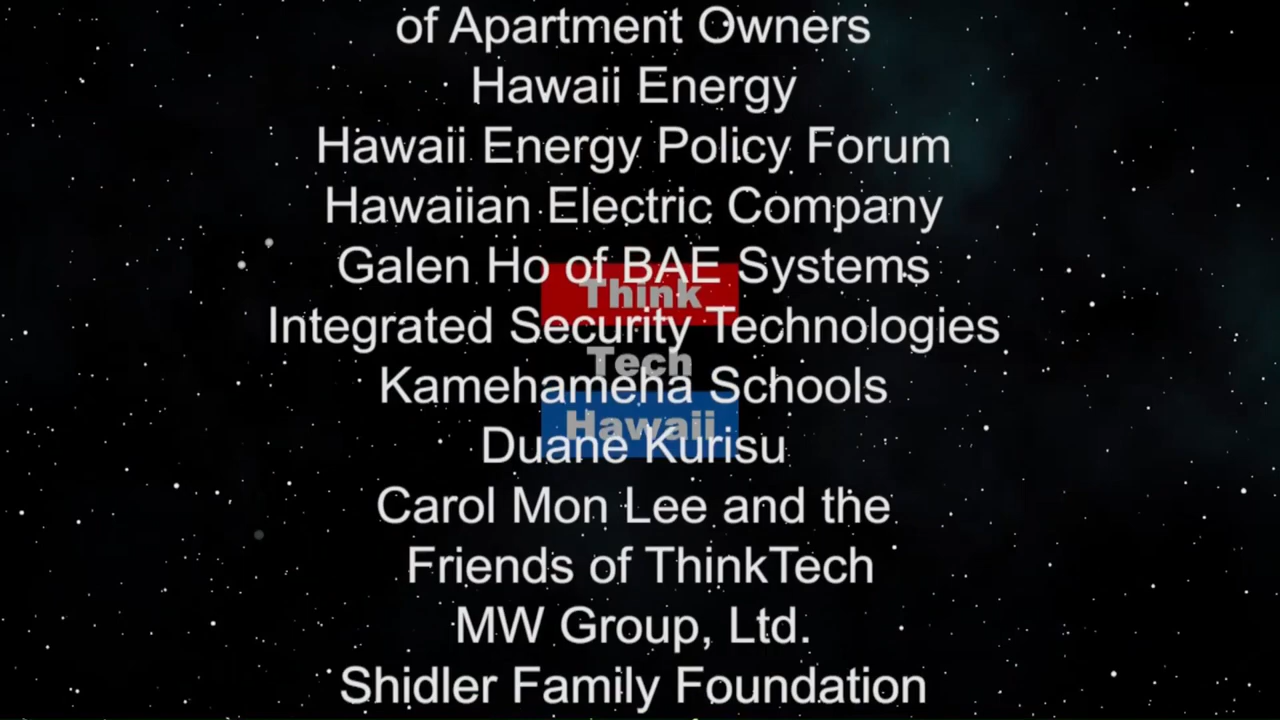 of Apartment Owners
Hawaii Energy
Hawaii Energy Policy Forum
Hawaiian Electric Company
Galen Ho of BAE Systems
Think
Integrated Security Technologies
Tech
Kamehameha Schools
Hawaii
Duane Kurisu
Carol Mon Lee and the
Friends of ThinkTech
MW Group, Ltd.
Shidler Family Foundation